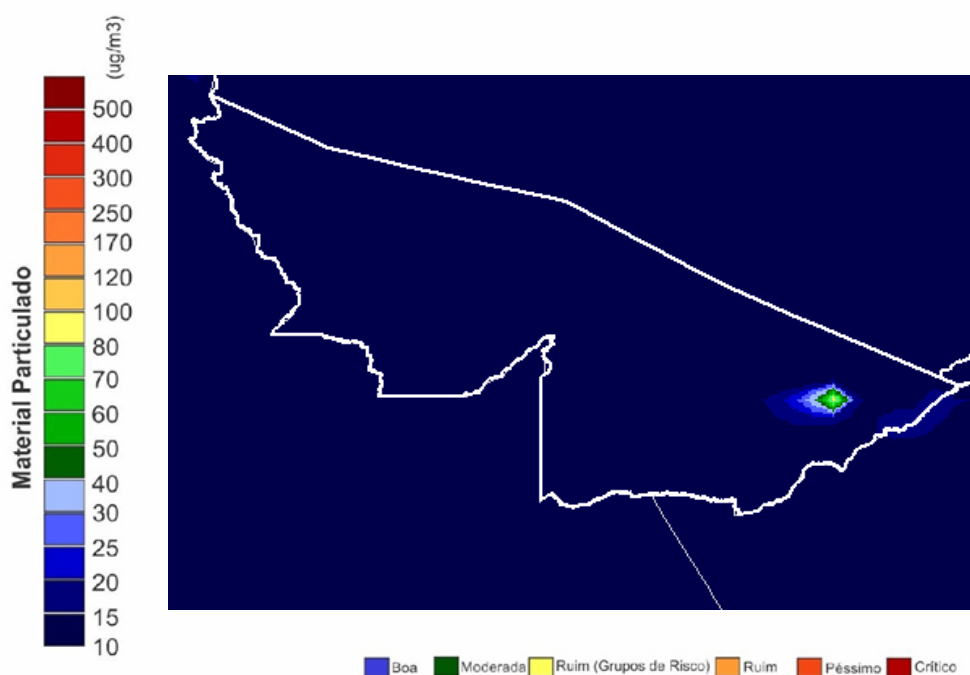 (ug/m3)
Material Particulado
500
400
300
250
170
120
100
80
70
60
50
40
30
25
20
15
10
Boa
Moderada
Ruim (Grupos de Risco)
Ruim
Péssimo
Crítico